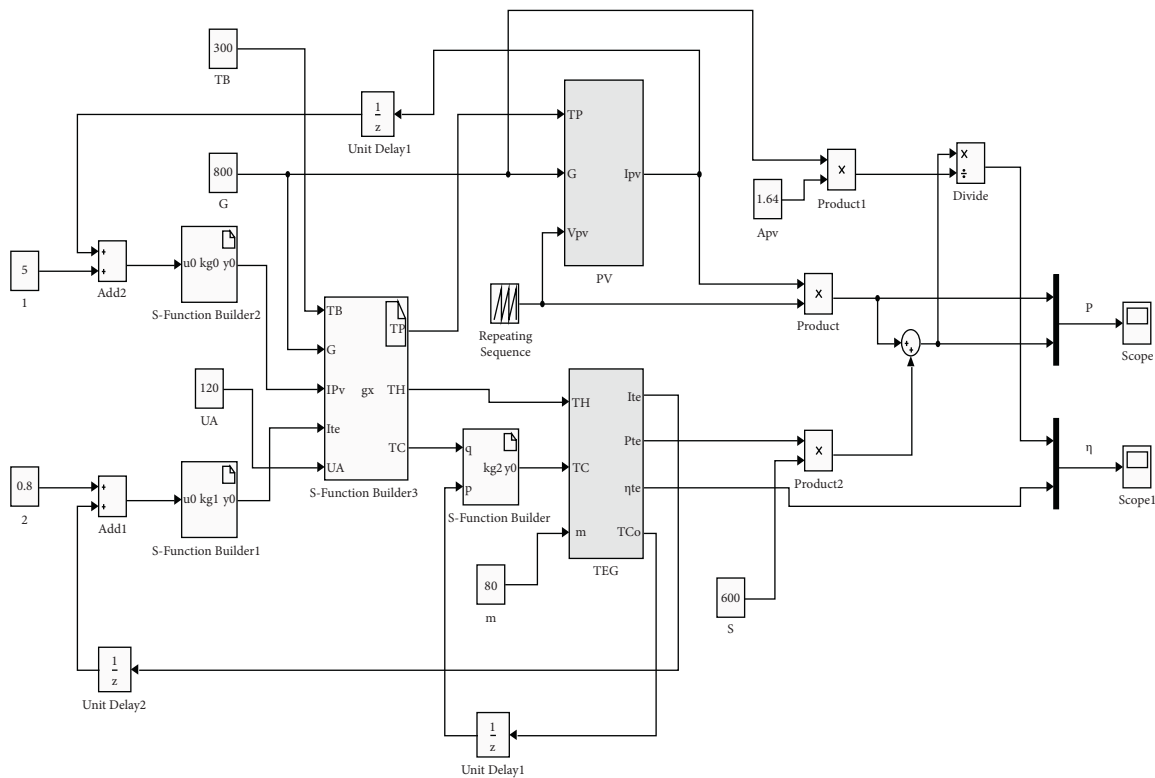 300
TB
1
z
Unit Delay1
800
G
5
1
+
+
Add2
u0 kg0 y0
S-Function Builder2
TP
G
Vpv
Ipv
PV
1.64
Apv
x
Product1
x
÷
Divide
Repeating
Sequence
x
Product
+
+
P
Scope
TB
G
IPv
Ite
UA
gx
TP
TH
TC
S-Function Builder3
120
UA
0.8
2
+
+
Add1
u0 kg1 y0
S-Function Builder1
q
p
kg2 y0
S-Function Builder
TH
TC
m
Ite
Pte
ηte
TCo
TEG
80
m
x
Product2
600
S
η
Scope1
1
z
Unit Delay2
1
z
Unit Delay1